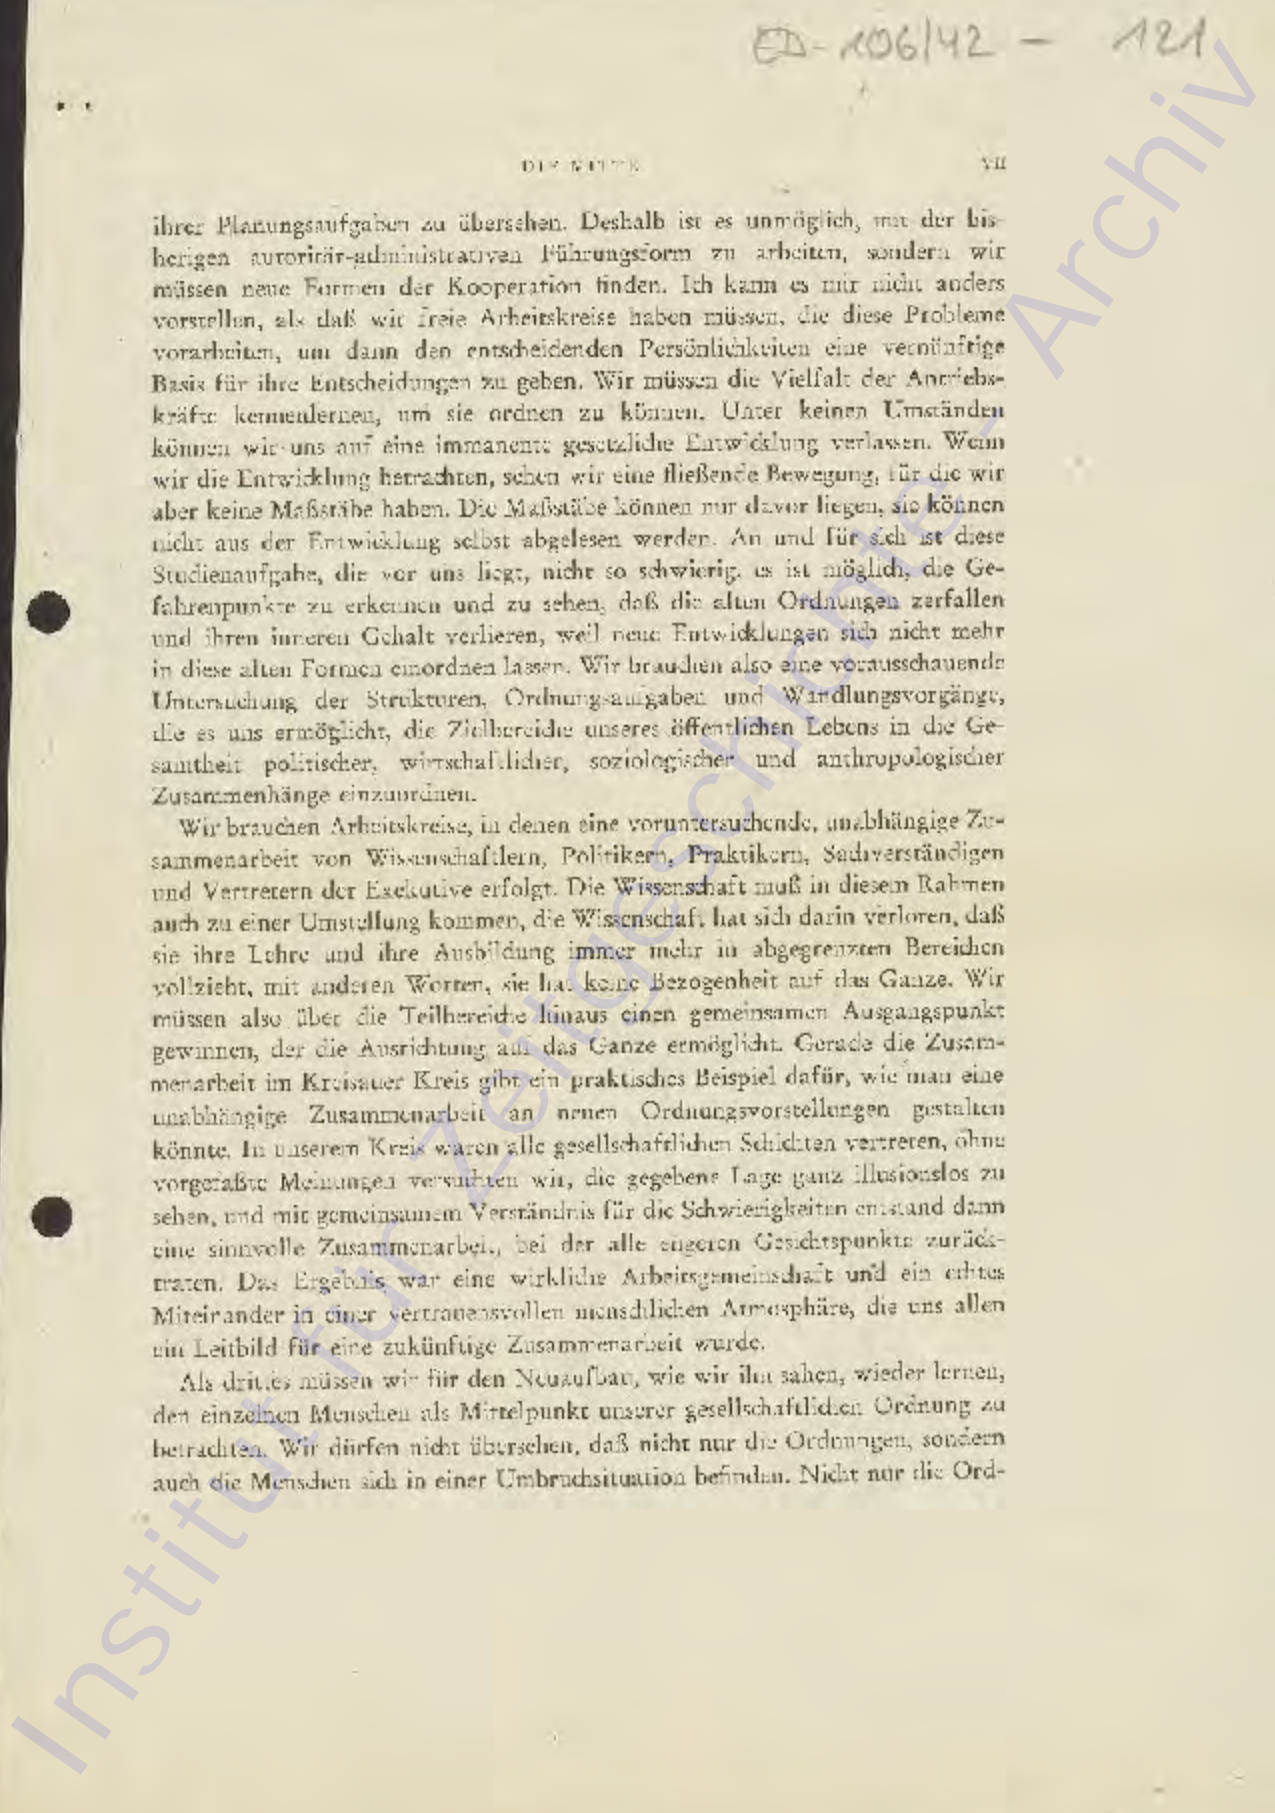 ED-106/42 - 121
DIE MITTE
VII
ihrer Planungsaufgaben zu übersehen. Deshalb ist es unmöglich, mit der bis-
herigen autoritär-administrativen Führungsform zu arbeiten, sondern wir
müssen neue Formen der Kooperation finden. Ich kann es mir nicht anders
vorstellen, als daß wir freie Arbeitskreise haben müssen, die diese Probleme
vorarbeiten, um dann den entscheidenden Persönlichkeiten eine vernünftige
Basis für ihre Entscheidungen zu geben. Wir müssen die Vielfalt der Antriebs-
kräfte kennenlernen, um sie ordnen zu können. Unter keinen Umständen
können wir uns auf eine immanente gesetzliche Entwicklung verlassen. Wenn
wir die Entwicklung betrachten, sehen wir eine fließende Bewegung, für die wir
aber keine Maßstäbe haben. Die Maßstäbe können nur davor liegen, sie können
nicht aus der Entwicklung selbst abgelesen werden. An und für sich ist diese
Studienaufgabe, die vor uns liegt, nicht so schwierig, es ist möglich, die Ge-
fahrenpunkte zu erkennen und zu sehen, daß die alten Ordnungen zerfallen
und ihren inneren Gehalt verlieren, weil neue Entwicklungen sich nicht mehr
in diese alten Formen einordnen lassen. Wir brauchen also eine vorausschauende
Untersuchung der Strukturen, Ordnungsaufgaben und Wandlungsvorgänge,
die es uns ermöglicht, die Zielbereiche unseres öffentlichen Lebens in die Ge-
samtheit politischer, wirtschaftlicher, soziologischer und anthropologischer
Zusammenhänge einzuordnen.
Wir brauchen Arbeitskreise, in denen eine voruntersuchende, unabhängige Zu-
sammenarbeit von Wissenschaftlern, Politikern, Praktikern, Sachverständigen
und Vertretern der Exekutive erfolgt. Die Wissenschaft muß in diesem Rahmen
auch zu einer Umstellung kommen, die Wissenschaft hat sich darin verloren, daß
sie ihre Lehre und ihre Ausbildung immer mehr in abgegrenzten Bereichen
vollzieht, mit anderen Worten, sie hat keine Bezogenheit auf das Ganze. Wir
müssen also über die Teilbereiche hinaus einen gemeinsamen Ausgangspunkt
gewinnen, der die Ausrichtung auf das Ganze ermöglicht. Gerade die Zusam-
menarbeit im Kreisauer Kreis gibt ein praktisches Beispiel dafür, wie man eine
unabhängige Zusammenarbeit an neuen Ordnungsvorstellungen gestalten
könnte. In unserem Kreis waren alle gesellschaftlichen Schichten vertreten, ohne
vorgefaßte Meinungen versuchten wir, die gegebene Lage ganz illusionslos zu
sehen, und mit gemeinsamem Verständnis für die Schwierigkeiten entstand dann
eine sinnvolle Zusammenarbeit, bei der alle engeren Gesichtspunkte zurück-
traten. Das Ergebnis war eine wirkliche Arbeitsgemeinschaft und ein echtes
Miteinander in einer vertrauensvollen menschlichen Atmosphäre, die uns allen
ein Leitbild für eine zukünftige Zusammenarbeit wurde.
Als drittes müssen wir für den Neuaufbau, wie wir ihn sahen, wieder lernen,
den einzelnen Menschen als Mittelpunkt unserer gesellschaftlichen Ordnung zu
betrachten. Wir dürfen nicht übersehen, daß nicht nur die Ordnungen, sondern
auch die Menschen sich in einer Umbruchsituation befinden. Nicht nur die Ord-
Institut für Zeitgeschichte - Archiv